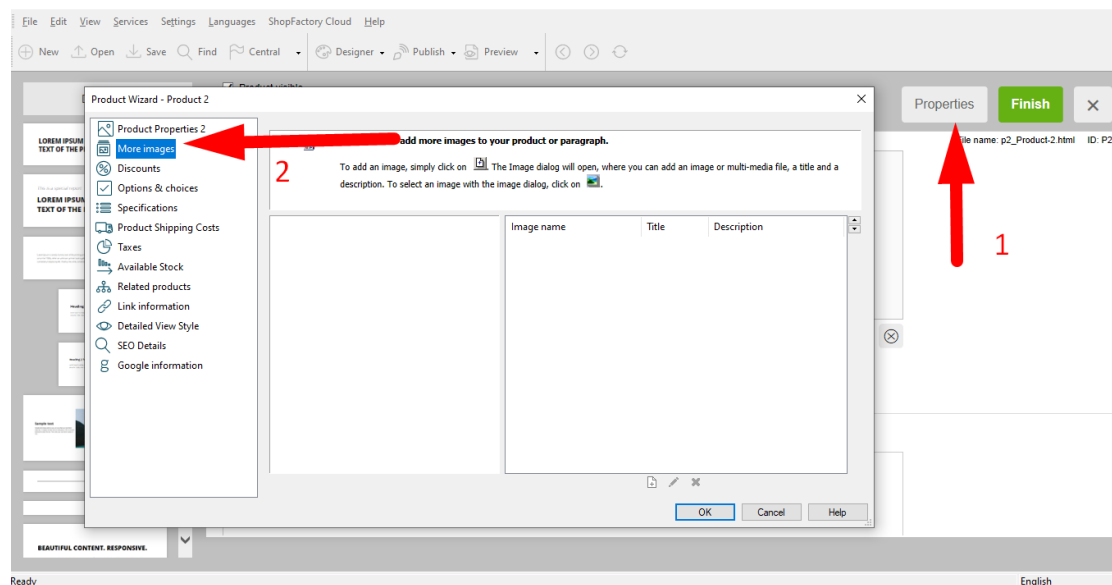 File Edit View Services Settings Languages ShopFactory Cloud Help
New Open Save Find Central Designer Publish Preview
Product Wizard - Product 2
Properties Finish
File name: p2_Product-2.html ID: P2
Product Properties 2
More images
Discounts
Options & choices
Specifications
Product Shipping Costs
Taxes
Available Stock
Related products
Link information
Detailed View Style
SEO Details
Google information
2
add more images to your product or paragraph.
To add an image, simply click on The Image dialog will open, where you can add an image or multi-media file, a title and a
description. To select an image with the image dialog, click on .
Image name Title Description
1
OK Cancel Help
LOREM IPSUM
TEXT OF THE
LOREM IPSUM
TEXT OF THE
Sample text
BEAUTIFUL CONTENT. RESPONSIVE.
Ready English